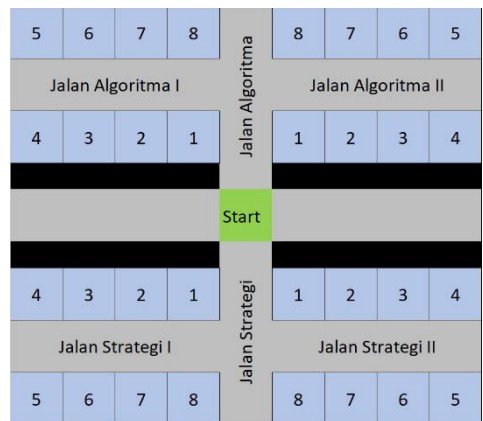 5 6 7 8 8 7 6 5
Jalan Algoritma I Jalan Algoritma Jalan Algoritma II
4 3 2 1 1 2 3 4
Start
4 3 2 1 1 2 3 4
Jalan Strategi I Jalan Strategi Jalan Strategi II
5 6 7 8 8 7 6 5